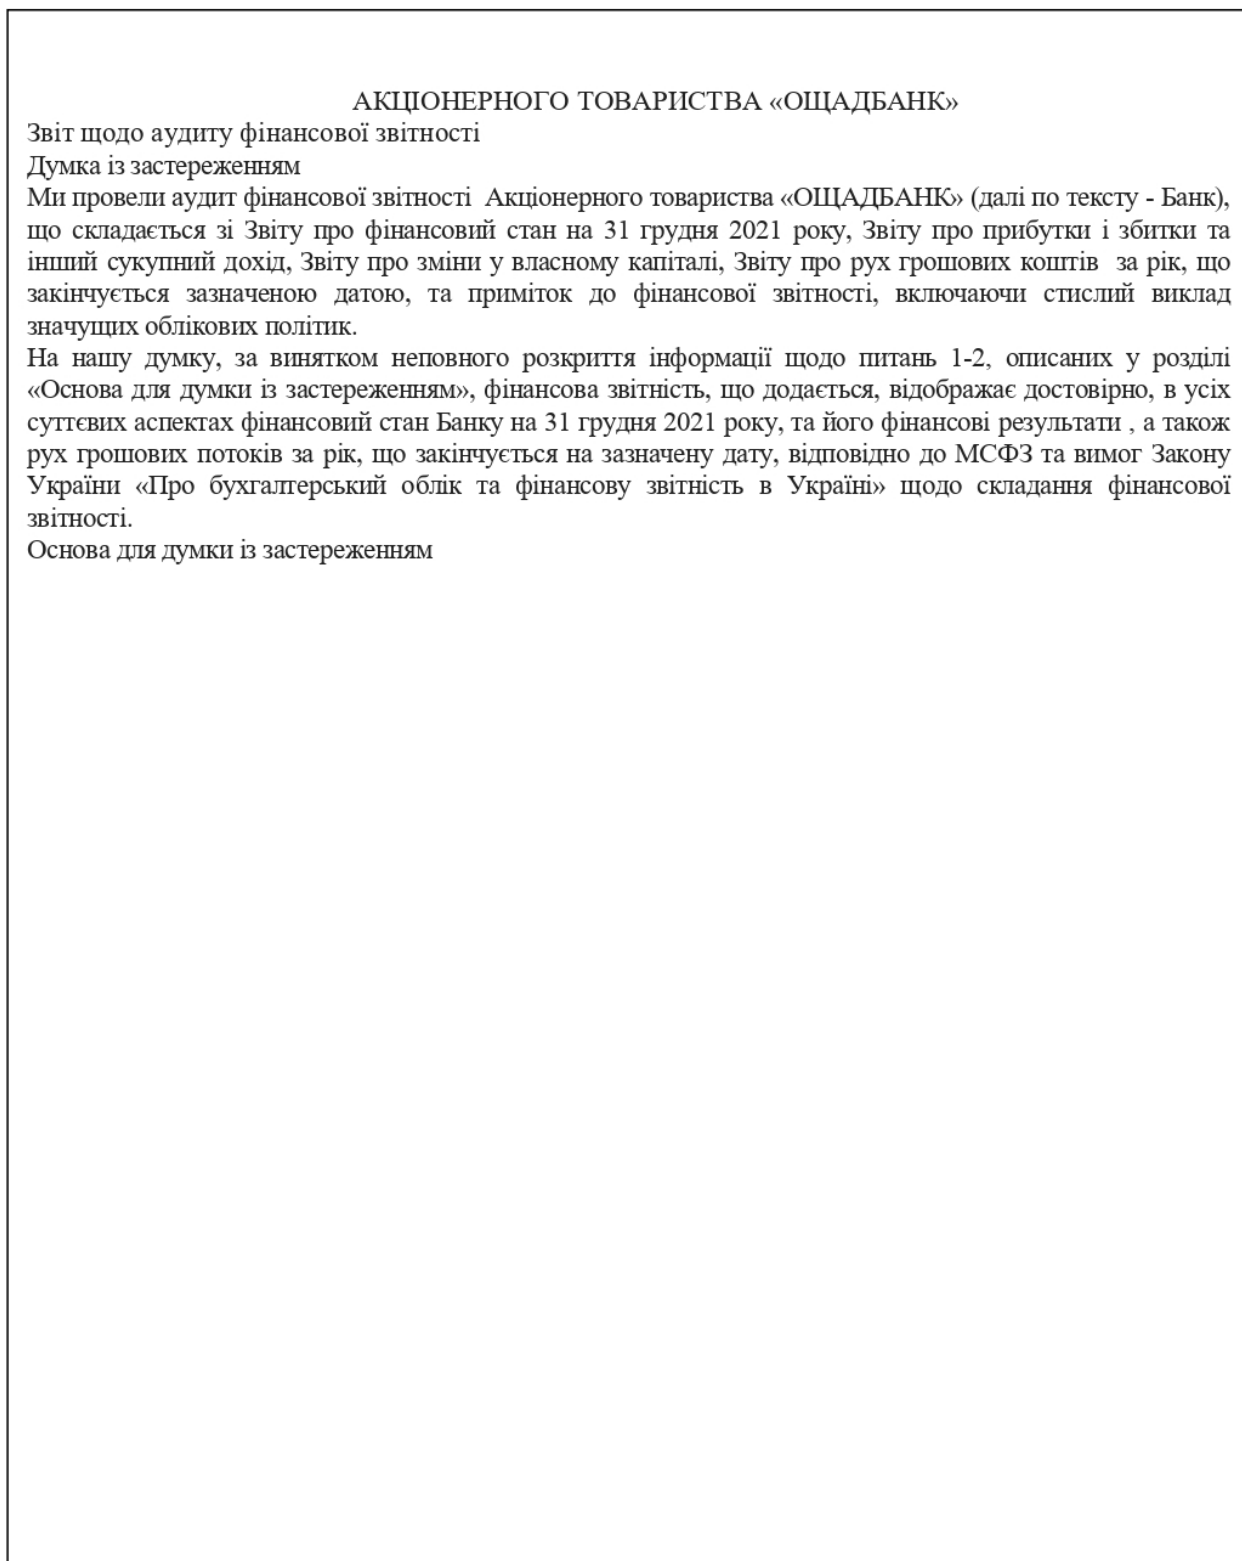 АКЦІОНЕРНОГО ТОВАРИСТВА «ОЩАДБАНК»
Звіт щодо аудиту фінансової звітності
Думка із застереженням
Ми провели аудит фінансової звітності Акціонерного товариства «ОЩАДБАНК» (далі по тексту - Банк),
що складається зі Звіту про фінансовий стан на 31 грудня 2021 року, Звіту про прибутки і збитки та
інший сукупний дохід, Звіту про зміни у власному капіталі, Звіту про рух грошових коштів за рік, що
закінчується зазначеною датою, та приміток до фінансової звітності, включаючи стислий виклад
значущих облікових політик.
На нашу думку, за винятком неповного розкриття інформації щодо питань 1-2, описаних у розділі
«Основа для думки із застереженням», фінансова звітність, що додається, відображає достовірно, в усіх
суттєвих аспектах фінансовий стан Банку на 31 грудня 2021 року, та його фінансові результати , а також
рух грошових потоків за рік, що закінчується на зазначену дату, відповідно до МСФЗ та вимог Закону
України «Про бухгалтерський облік та фінансову звітність в Україні» щодо складання фінансової
звітності.
Основа для думки із застереженням